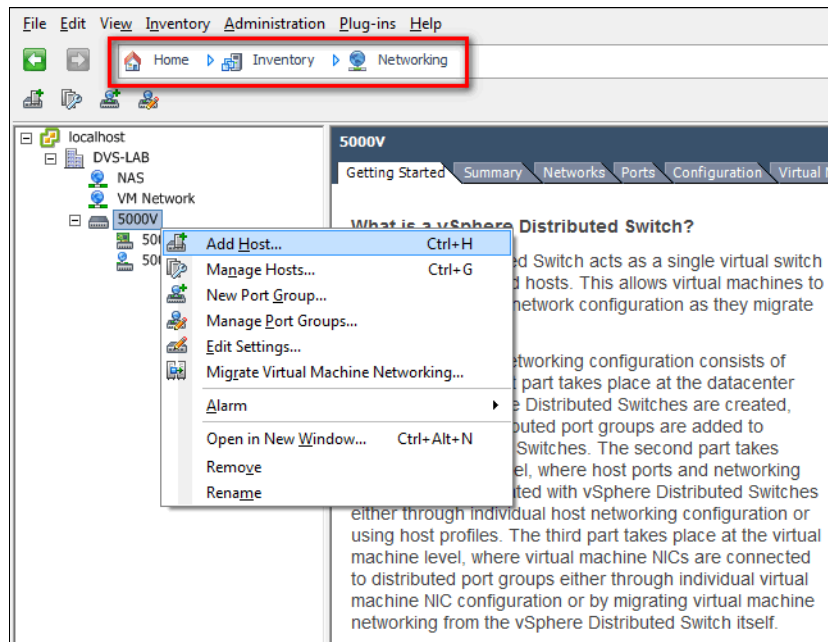 File Edit View Inventory Administration Plug-ins Help
Home Inventory Networking
localhost
DVS-LAB
NAS
VM Network
5000V
500
500
Add Host... Ctrl+H
Manage Hosts... Ctrl+G
New Port Group...
Manage Port Groups...
Edit Settings...
Migrate Virtual Machine Networking...
Alarm
Open in New Window... Ctrl+Alt+N
Remove
Rename
5000V
Getting Started Summary Networks Ports Configuration Virtual
What is a vSphere Distributed Switch?
ed Switch acts as a single virtual switch
d hosts. This allows virtual machines to
network configuration as they migrate
etworking configuration consists of
t part takes place at the datacenter
e Distributed Switches are created,
buted port groups are added to
Switches. The second part takes
el, where host ports and networking
ated with vSphere Distributed Switches
either through individual host networking configuration or
using host profiles. The third part takes place at the virtual
machine level, where virtual machine NICs are connected
to distributed port groups either through individual virtual
machine NIC configuration or by migrating virtual machine
networking from the vSphere Distributed Switch itself.